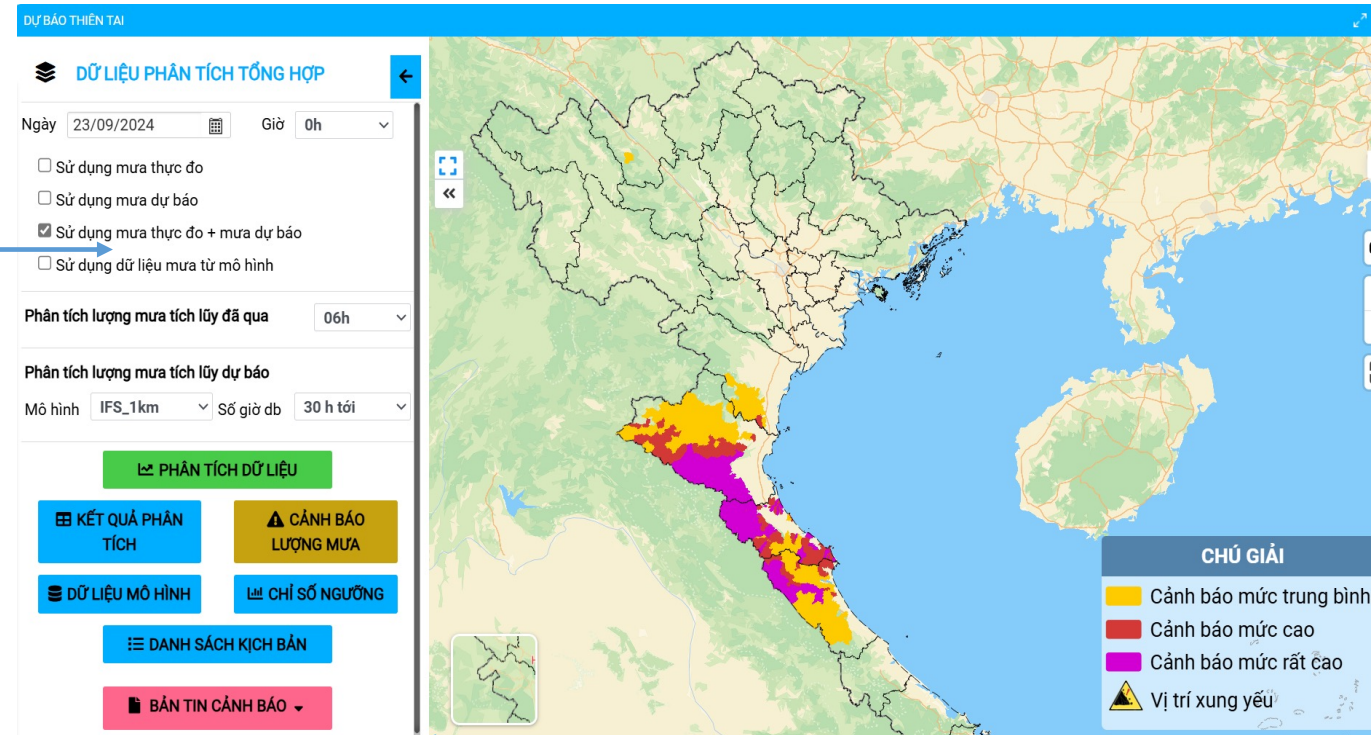 DỰ BÁO THIÊN TAI
DỮ LIỆU PHÂN TÍCH TỔNG HỢP
Ngày 23/09/2024 Giờ 0h
Sử dụng mưa thực đo
Sử dụng mưa dự báo
Sử dụng mưa thực đo + mưa dự báo
Sử dụng dữ liệu mưa từ mô hình
Phân tích lượng mưa tích lũy đã qua 06h
Phân tích lượng mưa tích lũy dự báo
Mô hình IFS_1km Số giờ db 30 h tới
PHÂN TÍCH DỮ LIỆU
KẾT QUẢ PHÂN
TÍCH
CẢNH BÁO
LƯỢNG MƯA
DỮ LIỆU MÔ HÌNH
CHỈ SỐ NGƯỠNG
DANH SÁCH KỊCH BẢN
BẢN TIN CẢNH BÁO
CHÚ GIẢI
Cảnh báo mức trung bình
Cảnh báo mức cao
Cảnh báo mức rất cao
Vị trí xung yếu